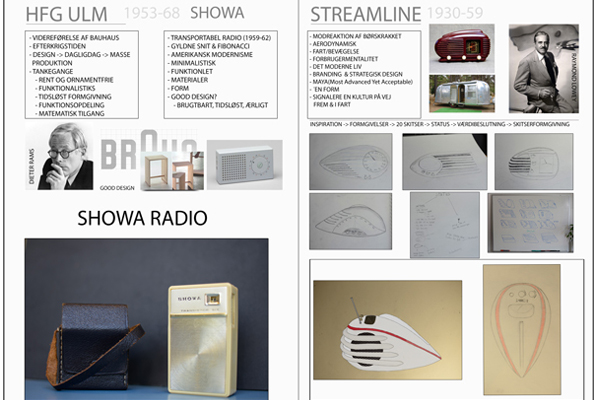 HFG ULM 1953-68 SHOWA
- VIDEREFØRELSE AF BAUHAUS
- EFTERKRIGSTIDEN
- DESIGN -> DAGLIGDAG -> MASSE
PRODUKTION
- TANKEGANGE
- RENT OG ORNAMENTFRIE
- FUNKTIONALISTIKS
- TIDSLØST FORMGIVNING
- FUNKTIONSOPDELING
- MATEMATISK TILGANG
- TRANSPORTABEL RADIO (1959-62)
- GYLDNE SNIT & FIBONACCI
- AMERIKANSK MODERNISME
- MINIMALISTISK
- FUNKTIONLET
- MATERIALER
- FORM
- GOOD DESIGN?
- BRUGTBART, TIDSLØST, ÆRLIGT
DIETER RAMS
BRAUN
GOOD DESIGN
SHOWA RADIO
SHOWA
STREAMLINE 1930-59
- MODREAKTION AF BØRSKRAKKET
- AERODYNAMISK
- FART/BEVÆGELSE
- FORBRUGERMENTALITET
- DET MODERNE LIV
- BRANDING & STRATEGISK DESIGN
- MAYA(Most Advanced Yet Acceptable)
- ¨EN FORM
- SIGNALERE EN KULTUR PÅ VEJ
FREM & I FART
RAYMOND LOEWY
INSPIRATION -> FORMGIVELSER -> 20 SKITSER -> STATUS -> VÆRDIBESLUTNING -> SKITSERFORMGIVNING